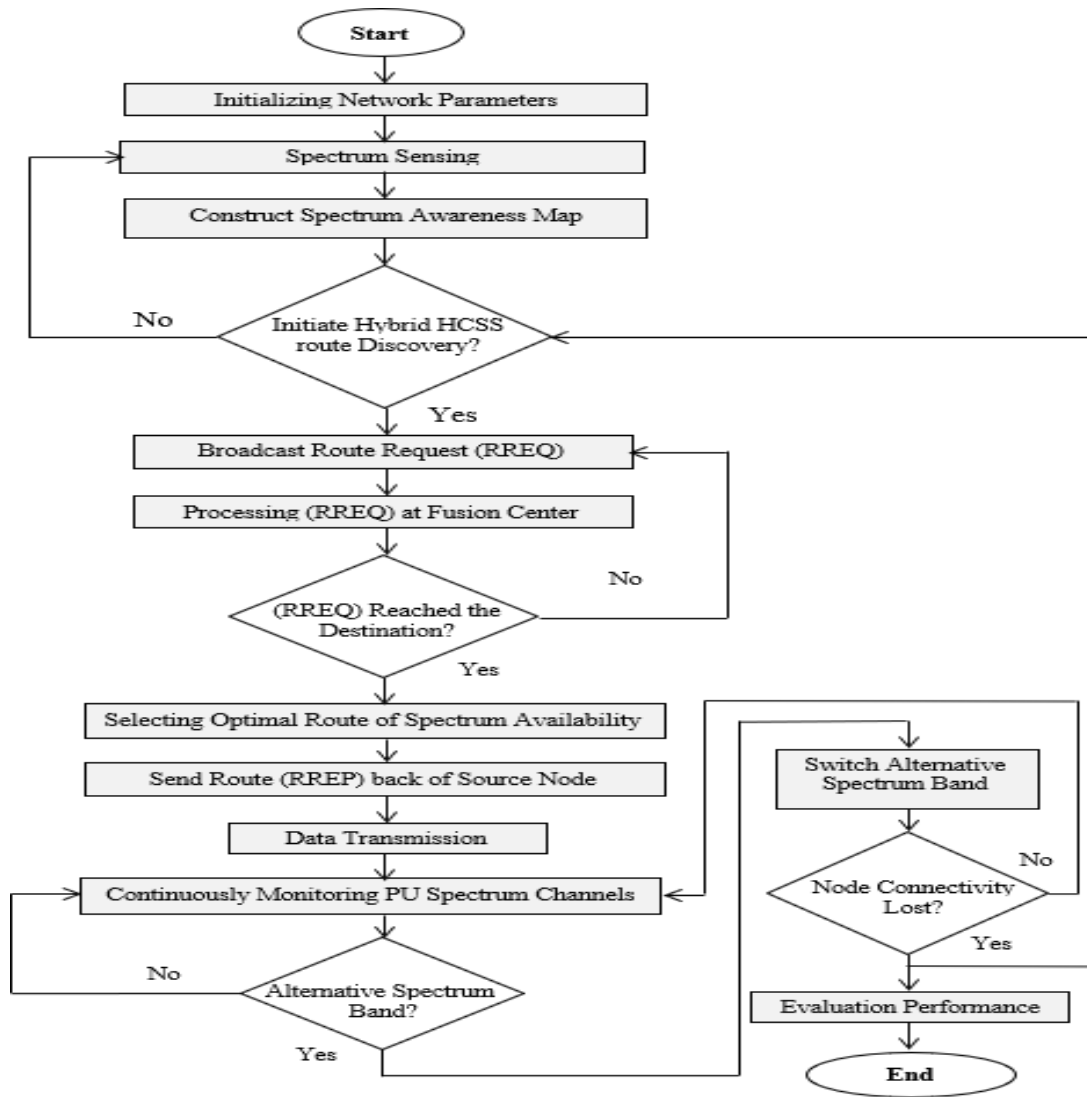 Start
Initializing Network Parameters
Spectrum Sensing
Construct Spectrum Awareness Map
No
Initiate Hybrid HCSS
route Discovery?
Yes
Broadcast Route Request (RREQ)
Processing (RREQ) at Fusion Center
No
(RREQ) Reached the
Destination?
Yes
Selecting Optimal Route of Spectrum Availability
Send Route (RREP) back of Source Node
Data Transmission
Continuously Monitoring PU Spectrum Channels
No
Alternative Spectrum
Band?
Yes
Switch Alternative
Spectrum Band
No
Node Connectivity
Lost?
Yes
Evaluation Performance
End